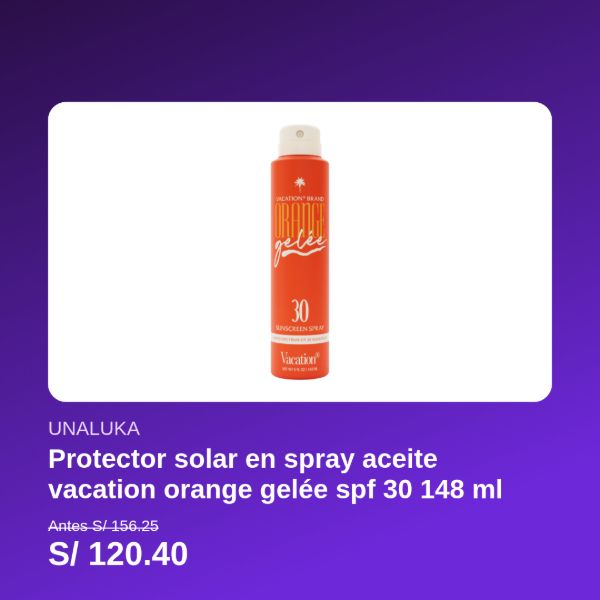 VACATION® BRAND
ORANGE
gelée
30
SUNSCREEN SPRAY
Vacation®
UNALUKA
Protector solar en spray aceite
vacation orange gelée spf 30 148 ml
Antes S/ 156.25
S/ 120.40